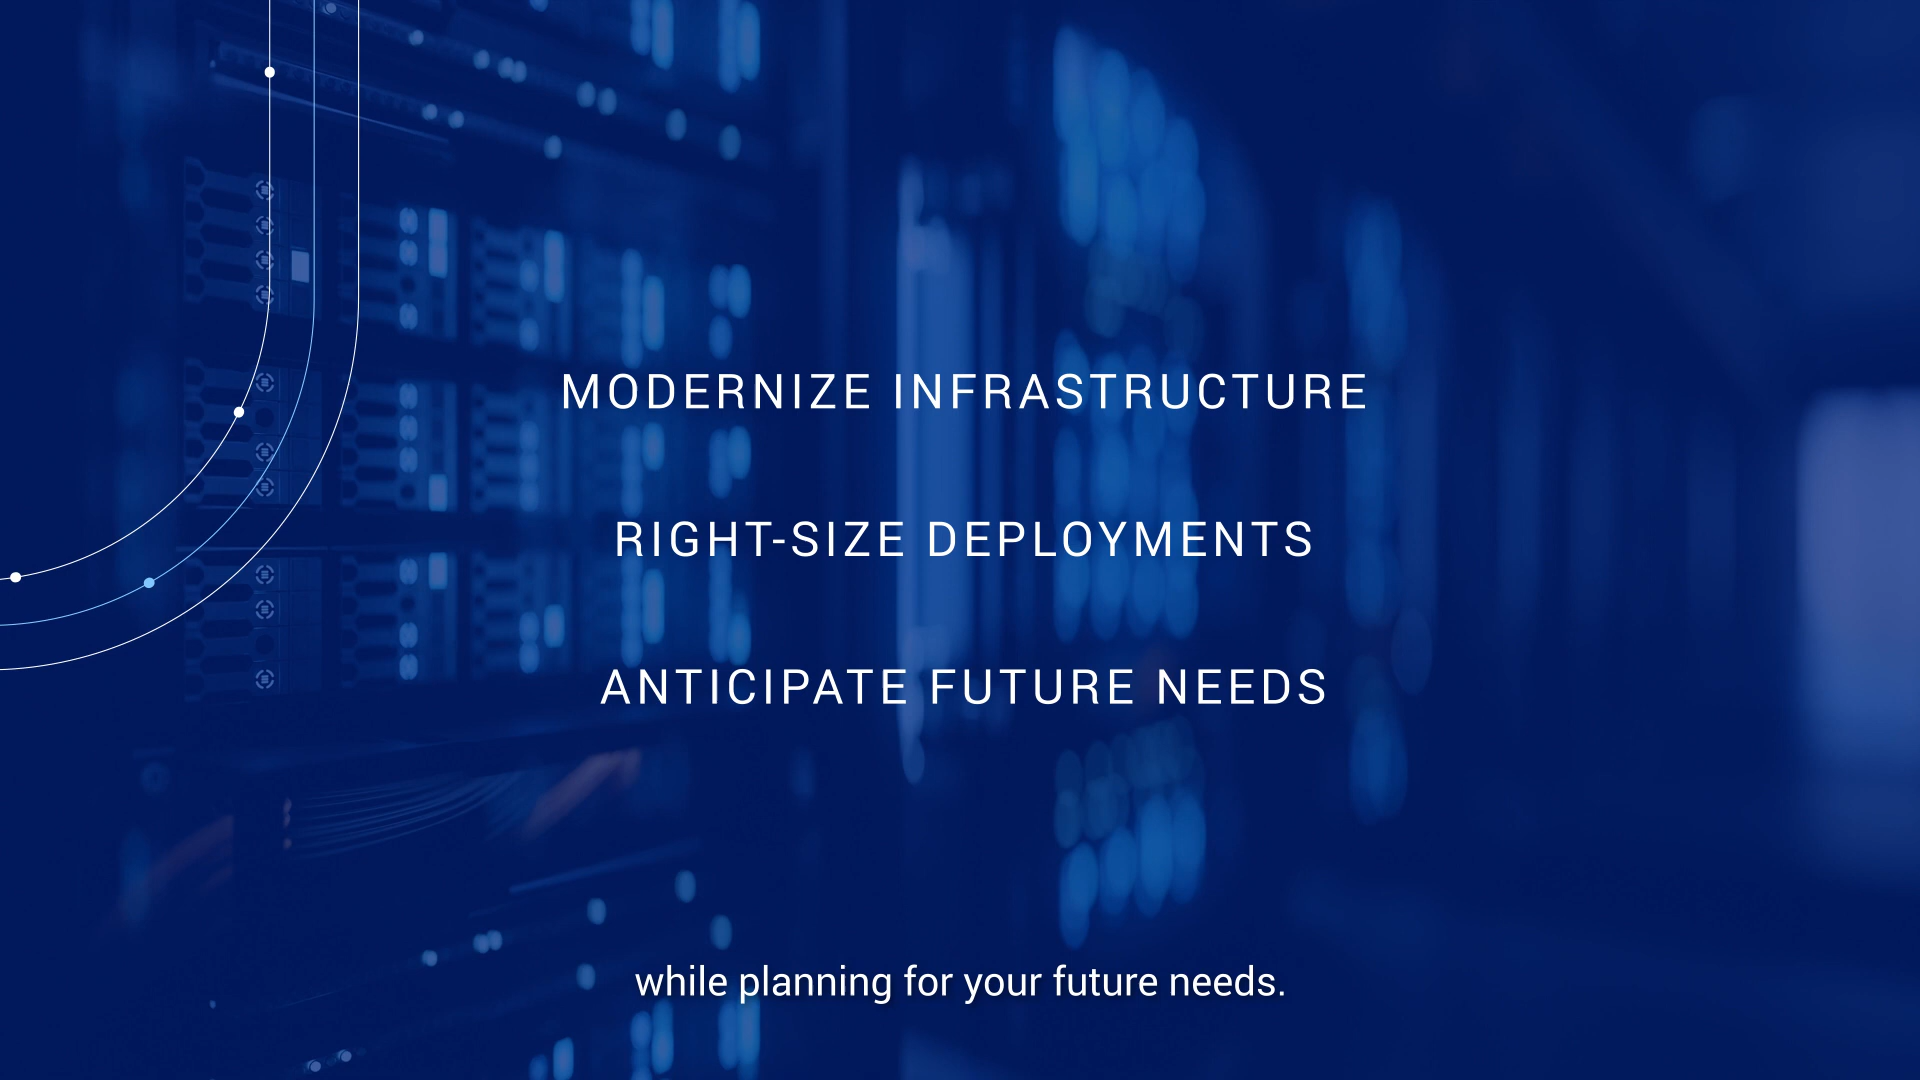 MODERNIZE INFRASTRUCTURE
RIGHT-SIZE DEPLOYMENTS
ANTICIPATE FUTURE NEEDS
while planning for your future needs.